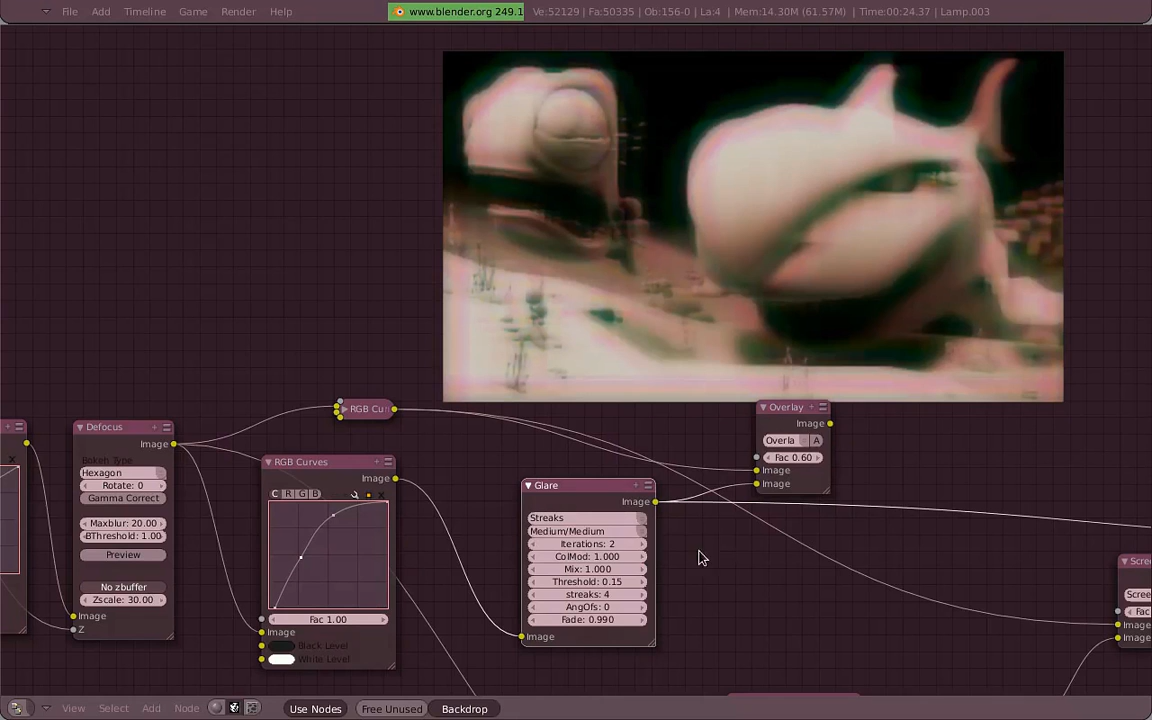 File Add Timeline Game Render Help www.blender.org 249.1 Ve:52129 | Fa:50335 | Ob:156-0 | La:4 | Mem:14.30M (61.57M) | Time:00:24.37 | Lamp.003
RGB Cu
Overlay
Image
Overla A
Fac 0.60
Image
Image
Defocus
Image
Bokeh Type
Hexagon
Rotate: 0
Gamma Correct
Maxblur: 20.00
BThreshold: 1.00
Preview
No zbuffer
Zscale: 30.00
Image
Z
RGB Curves
Image
C R G B
X
Fac 1.00
Image
Black Level
White Level
Glare
Image
Streaks
Medium/Medium
Iterations: 2
ColMod: 1.000
Mix: 1.000
Threshold: 0.15
streaks: 4
AngOfs: 0
Fade: 0.990
Image
Scree
Scree
Fac
Image
Image
View Select Add Node Use Nodes Free Unused Backdrop